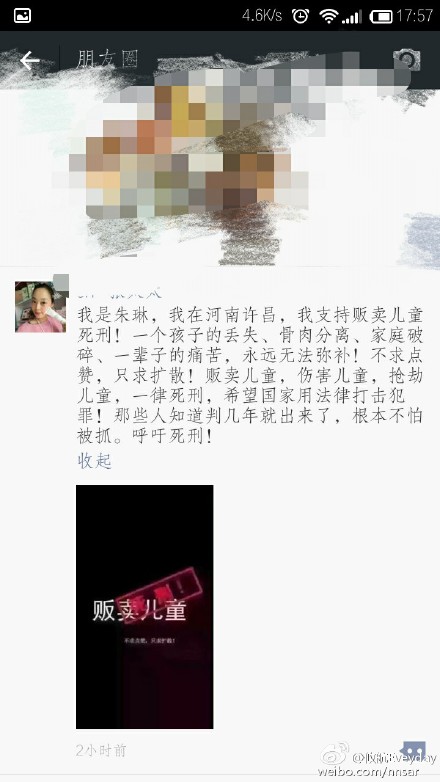 4.6K/s
17:57
朋友圈
我是朱琳，我在河南许昌，我支持贩卖儿童
死刑！一个孩子的丢失、骨肉分离、家庭破
碎、一辈子的痛苦，永远无法弥补！不求点
赞，只求扩散！贩卖儿童，伤害儿童，抢劫
儿童，一律死刑，希望国家用法律打击犯
罪！那些人知道判几年就出来了，根本不怕
被抓。呼吁死刑！
收起
贩卖儿童
不求点赞，只求扩散！
2小时前
weibo.com/nnsar